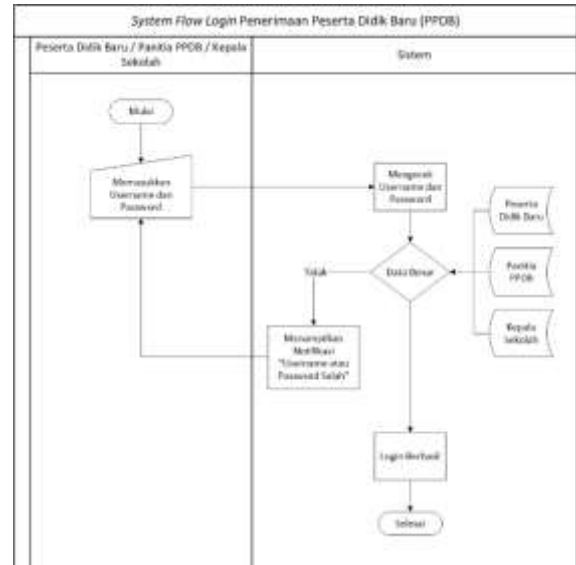 System Flow Login Penerimaan Peserta Didik Baru (PPDB)
Peserta Didik Baru / Panitia PPDB / Kepala
Sekolah
Sistem
Mulai
Memasukkan
Username dan
Password
Mengecek
Username dan
Password
Peserta
Didik Baru
Data Benar
Panitia
PPDB
Tidak
Kepala
Sekolah
Menampilkan
Notifikasi
"Username atau
Password Salah"
Login Berhasil
Selesai